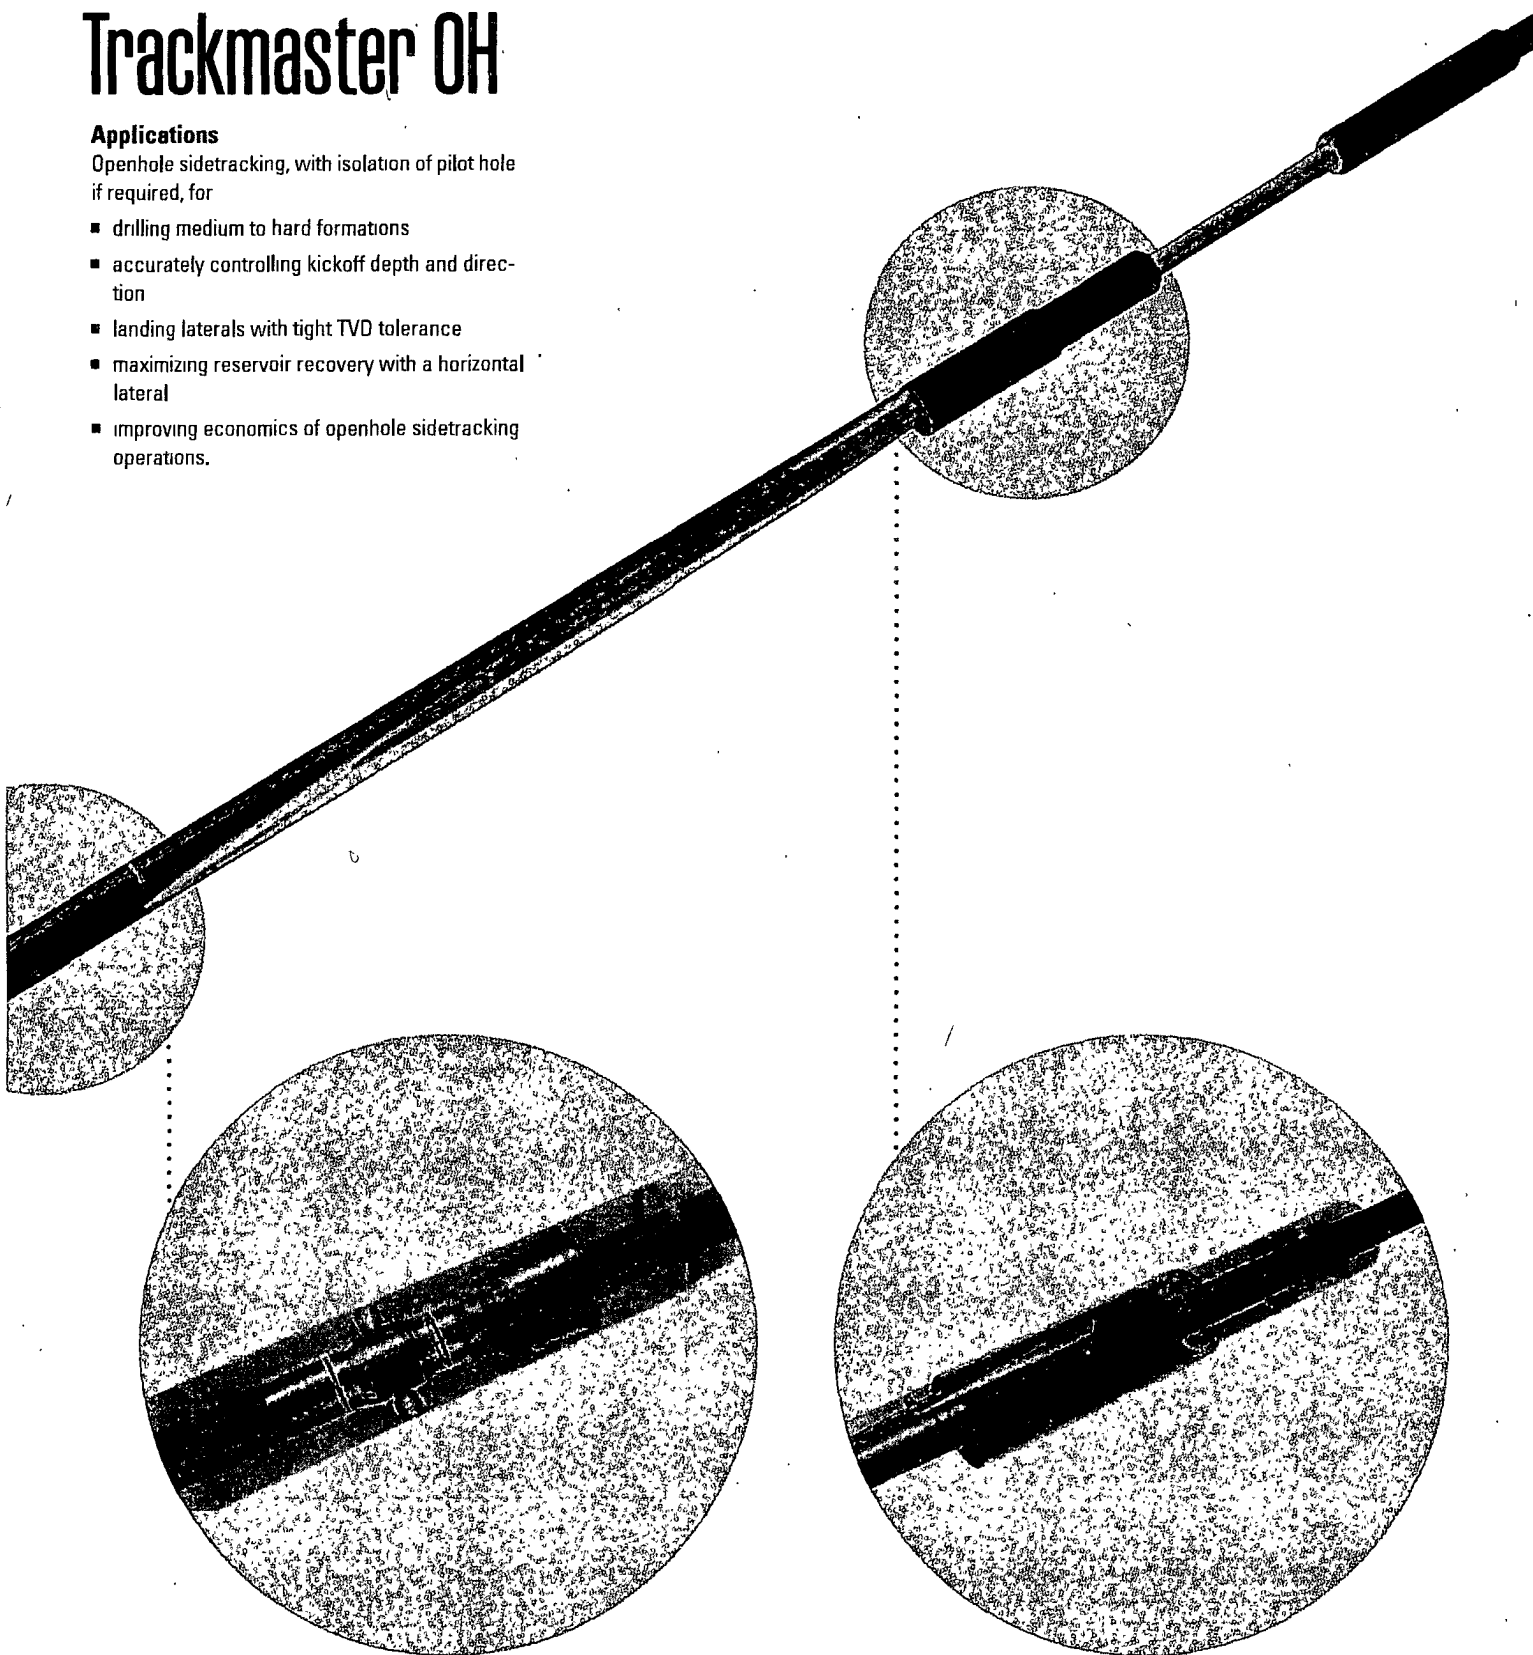 Trackmaster OH
Applications
Openhole sidetracking, with isolation of pilot hole
if required, for
■ drilling medium to hard formations
■ accurately controlling kickoff depth and direc-
tion
■ landing laterals with tight TVD tolerance
■ maximizing reservoir recovery with a horizontal
lateral
■ improving economics of openhole sidetracking
operations.